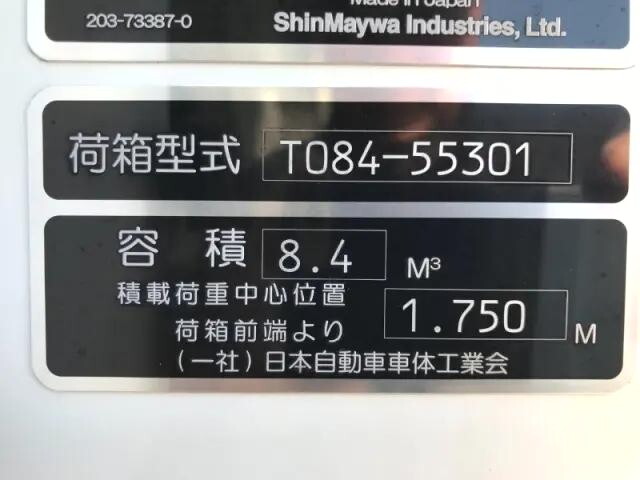 Made in Japan
203-73387-0 ShinMaywa Industries, Ltd.
荷箱型式 T084-55301
容 積 8.4 M³
積載荷重中心位置
荷箱前端より 1.750 M
(一社)日本自動車車体工業会